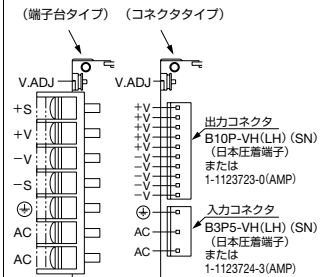 （端子台タイプ）
V.ADJ
+S
+V
−V
−S
⏚
AC
AC
（コネクタタイプ）
V.ADJ
+V
+V
+V
+V
+V
−V
−V
−V
−V
−V
⏚
AC
AC
出力コネクタ
B10P-VH(LH) (SN)
（日本圧着端子）
または
1-1123723-0(AMP)
入力コネクタ
B3P5-VH(LH) (SN)
（日本圧着端子）
または
1-1123724-3(AMP)